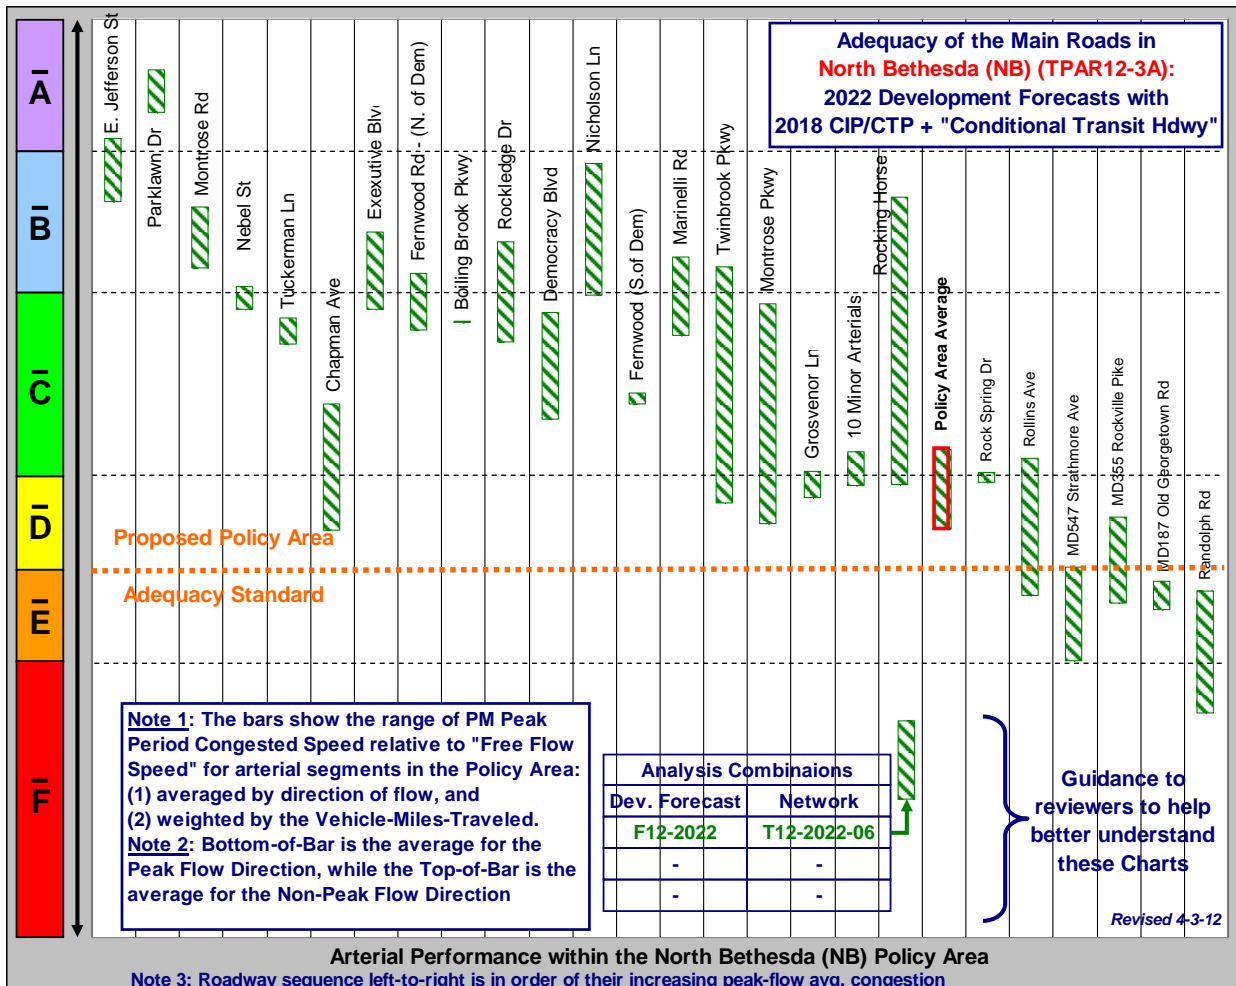 Adequacy of the Main Roads in
North Bethesda (NB) (TPAR12-3A):
2022 Development Forecasts with
2018 CIP/CTP + "Conditional Transit Hdwy"
A
B
C
D
E
F
E. Jefferson St
Parklawn Dr
Montrose Rd
Nebel St
Tuckerman Ln
Chapman Ave
Exexutive Blv
Fernwood Rd - (N. of Dem)
Boiling Brook Pkwy
Rockledge Dr
Democracy Blvd
Nicholson Ln
Fernwood (S.of Dem)
Marinelli Rd
Twinbrook Pkwy
Montrose Pkwy
Grosvenor Ln
10 Minor Arterials
Rocking Horse
Policy Area Average
Rock Spring Dr
Rollins Ave
MD547 Strathmore Ave
MD355 Rockville Pike
MD187 Old Georgetown Rd
Randolph Rd
Proposed Policy Area
Adequacy Standard
Note 1: The bars show the range of PM Peak
Period Congested Speed relative to "Free Flow
Speed" for arterial segments in the Policy Area:
(1) averaged by direction of flow, and
(2) weighted by the Vehicle-Miles-Traveled.
Note 2: Bottom-of-Bar is the average for the
Peak Flow Direction, while the Top-of-Bar is the
average for the Non-Peak Flow Direction
Analysis Combinaions
Dev. Forecast Network
F12-2022 T12-2022-06
- -
- -
Guidance to
reviewers to help
better understand
these Charts
Revised 4-3-12
Arterial Performance within the North Bethesda (NB) Policy Area
Note 3: Roadway sequence left-to-right is in order of their increasing peak-flow avg. congestion